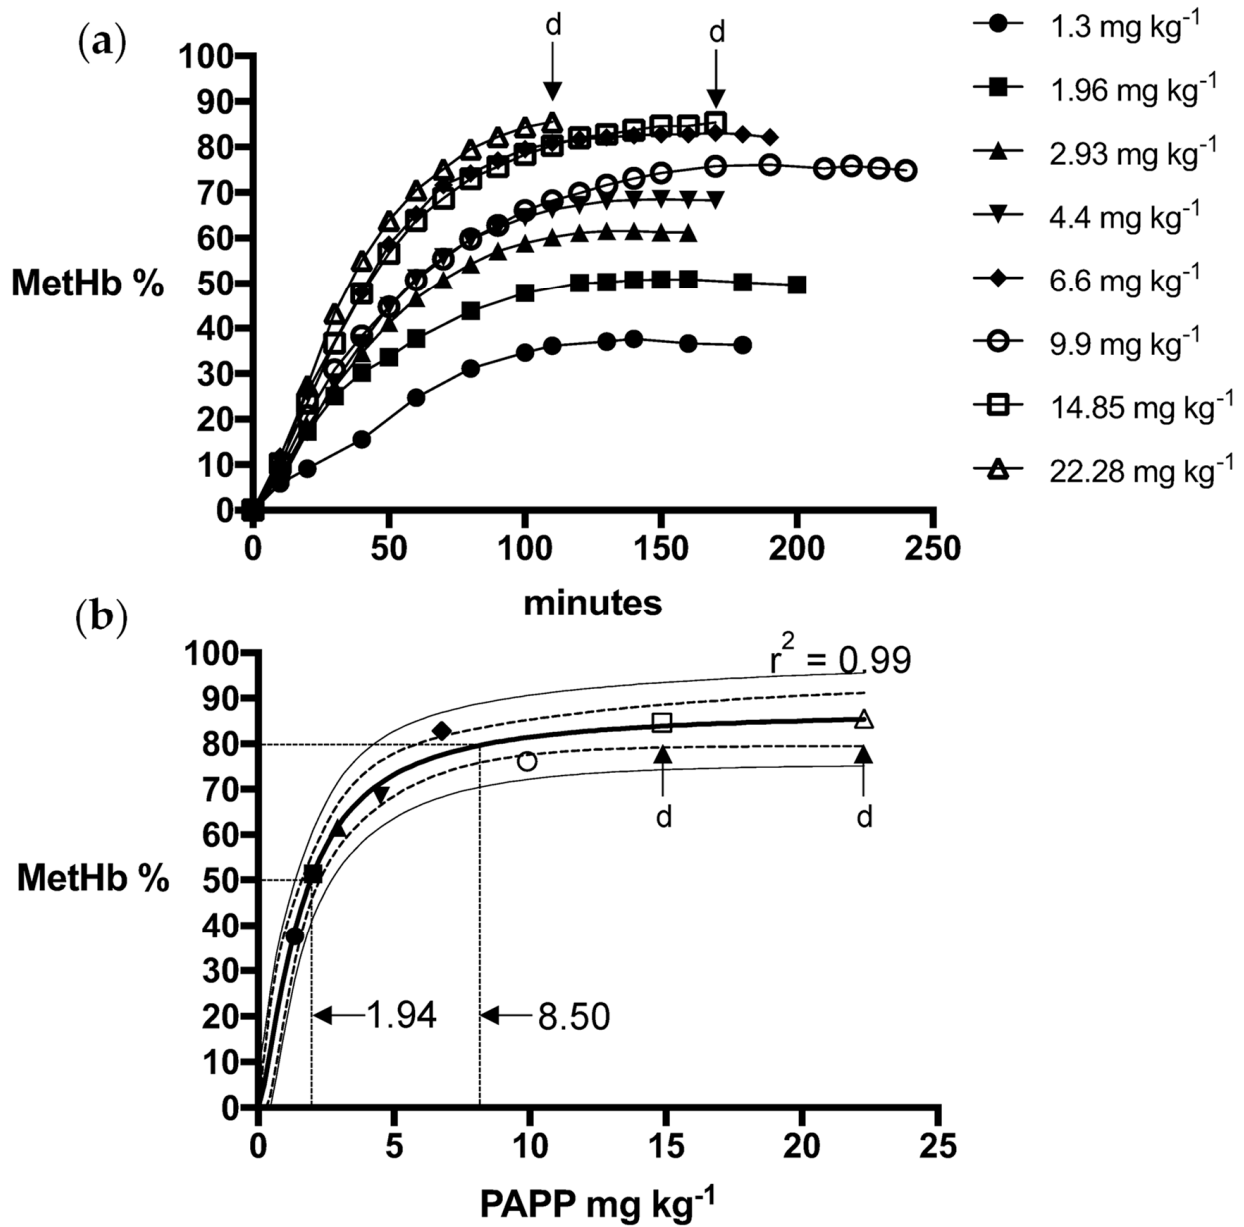 (a)
d
d
100
90
80
70
60
50
40
30
20
10
0
MetHb %
0 50 100 150 200 250
minutes
1.3 mg kg⁻¹
1.96 mg kg⁻¹
2.93 mg kg⁻¹
4.4 mg kg⁻¹
6.6 mg kg⁻¹
9.9 mg kg⁻¹
14.85 mg kg⁻¹
22.28 mg kg⁻¹
(b)
r² = 0.99
100
90
80
70
60
50
40
30
20
10
0
MetHb %
d
d
1.94
8.50
0 5 10 15 20 25
PAPP mg kg⁻¹